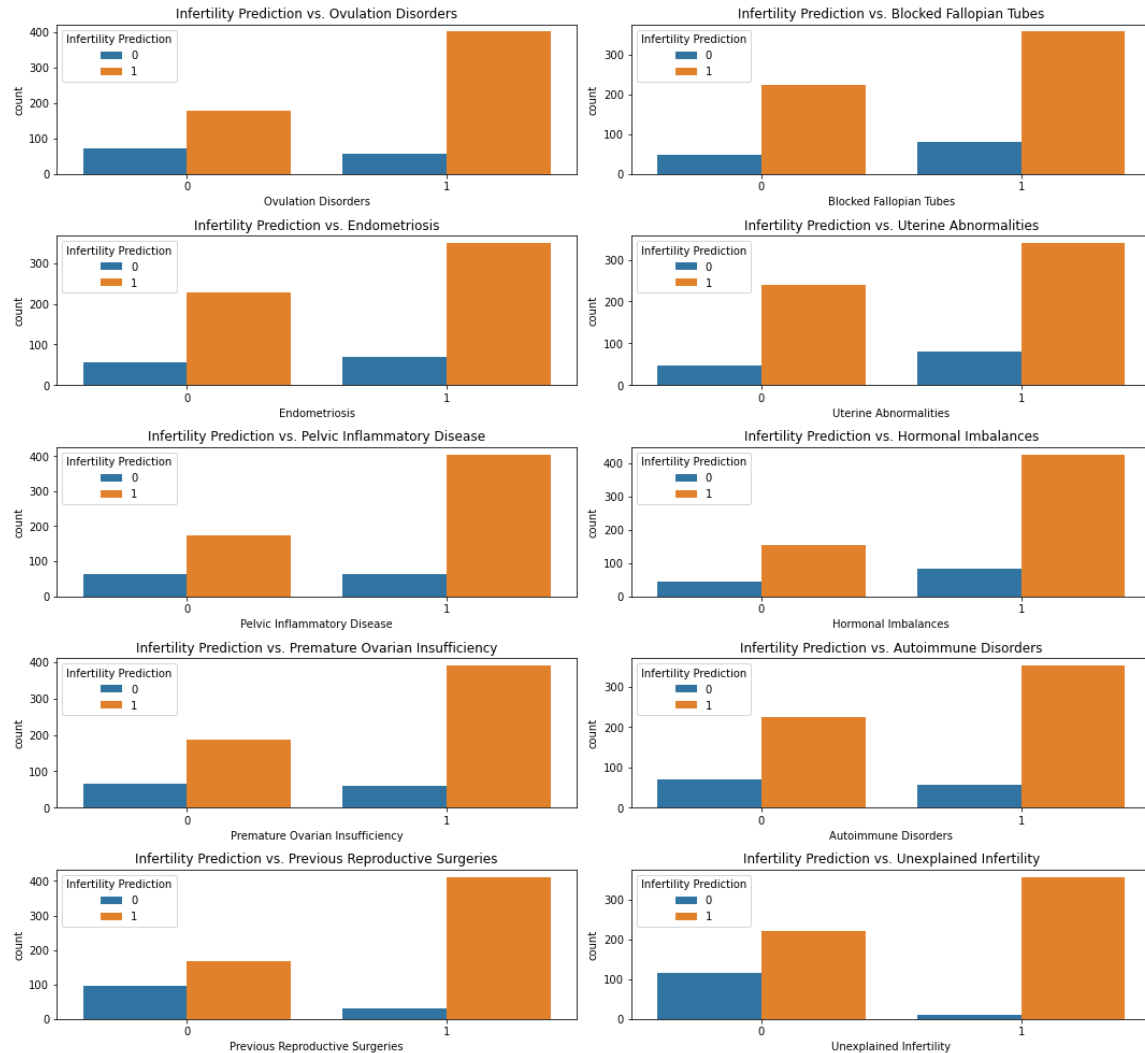 Infertility Prediction vs. Ovulation Disorders
Infertility Prediction
0
1
count
400
300
200
100
0
0 1
Ovulation Disorders
Infertility Prediction vs. Blocked Fallopian Tubes
Infertility Prediction
0
1
count
300
200
100
0
0 1
Blocked Fallopian Tubes
Infertility Prediction vs. Endometriosis
Infertility Prediction
0
1
count
300
200
100
0
0 1
Endometriosis
Infertility Prediction vs. Uterine Abnormalities
Infertility Prediction
0
1
count
300
200
100
0
0 1
Uterine Abnormalities
Infertility Prediction vs. Pelvic Inflammatory Disease
Infertility Prediction
0
1
count
400
300
200
100
0
0 1
Pelvic Inflammatory Disease
Infertility Prediction vs. Hormonal Imbalances
Infertility Prediction
0
1
count
400
300
200
100
0
0 1
Hormonal Imbalances
Infertility Prediction vs. Premature Ovarian Insufficiency
Infertility Prediction
0
1
count
400
300
200
100
0
0 1
Premature Ovarian Insufficiency
Infertility Prediction vs. Autoimmune Disorders
Infertility Prediction
0
1
count
300
200
100
0
0 1
Autoimmune Disorders
Infertility Prediction vs. Previous Reproductive Surgeries
Infertility Prediction
0
1
count
400
300
200
100
0
0 1
Previous Reproductive Surgeries
Infertility Prediction vs. Unexplained Infertility
Infertility Prediction
0
1
count
300
200
100
0
0 1
Unexplained Infertility